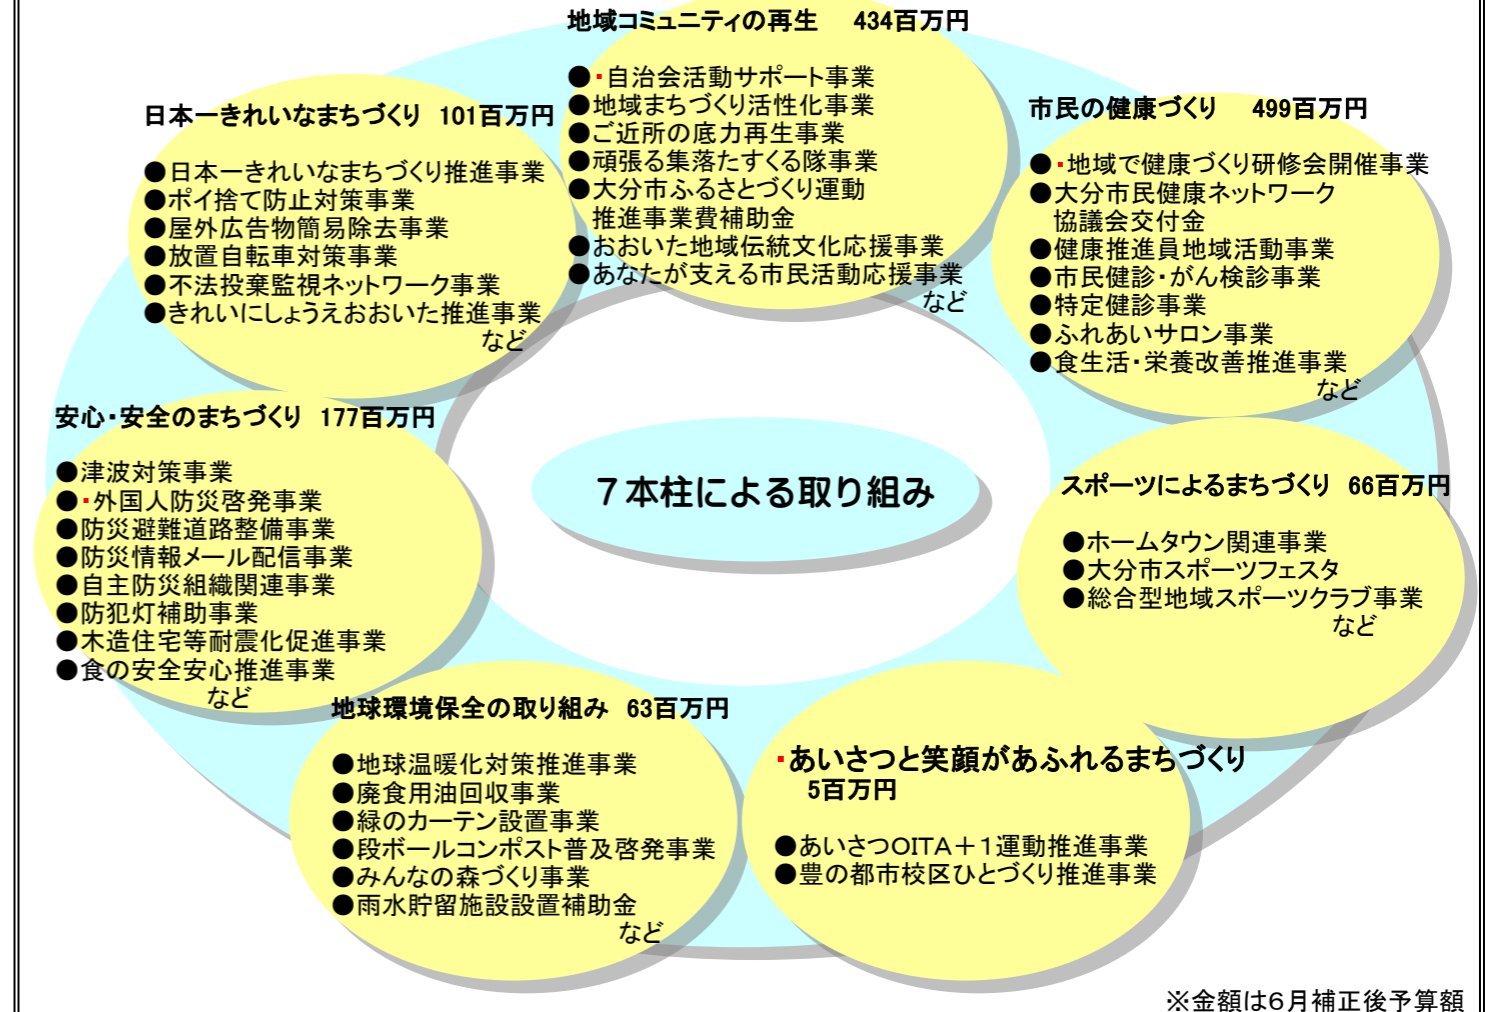 地域コミュニティの再生　434百万円
●・自治会活動サポート事業
●地域まちづくり活性化事業
●ご近所の底力再生事業
●頑張る集落たすくる隊事業
●大分市ふるさとづくり運動
推進事業費補助金
●おおいた地域伝統文化応援事業
●あなたが支える市民活動応援事業
など
日本一きれいなまちづくり　101百万円
●日本一きれいなまちづくり推進事業
●ポイ捨て防止対策事業
●屋外広告物簡易除去事業
●放置自転車対策事業
●不法投棄監視ネットワーク事業
●きれいにしょうえおおいた推進事業
など
市民の健康づくり　499百万円
●・地域で健康づくり研修会開催事業
●大分市民健康ネットワーク
協議会交付金
●健康推進員地域活動事業
●市民健診・がん検診事業
●特定健診事業
●ふれあいサロン事業
●食生活・栄養改善推進事業
など
安心・安全のまちづくり　177百万円
●津波対策事業
●・外国人防災啓発事業
●防災避難道路整備事業
●防災情報メール配信事業
●自主防災組織関連事業
●防犯灯補助事業
●木造住宅等耐震化促進事業
●食の安全安心推進事業
など
７本柱による取り組み
スポーツによるまちづくり　66百万円
●ホームタウン関連事業
●大分市スポーツフェスタ
●総合型地域スポーツクラブ事業
など
地球環境保全の取り組み　63百万円
●地球温暖化対策推進事業
●廃食用油回収事業
●緑のカーテン設置事業
●段ボールコンポスト普及啓発事業
●みんなの森づくり事業
●雨水貯留施設設置補助金
など
・あいさつと笑顔があふれるまちづくり
5百万円
●あいさつOITA＋1運動推進事業
●豊の都市校区ひとづくり推進事業
※金額は６月補正後予算額